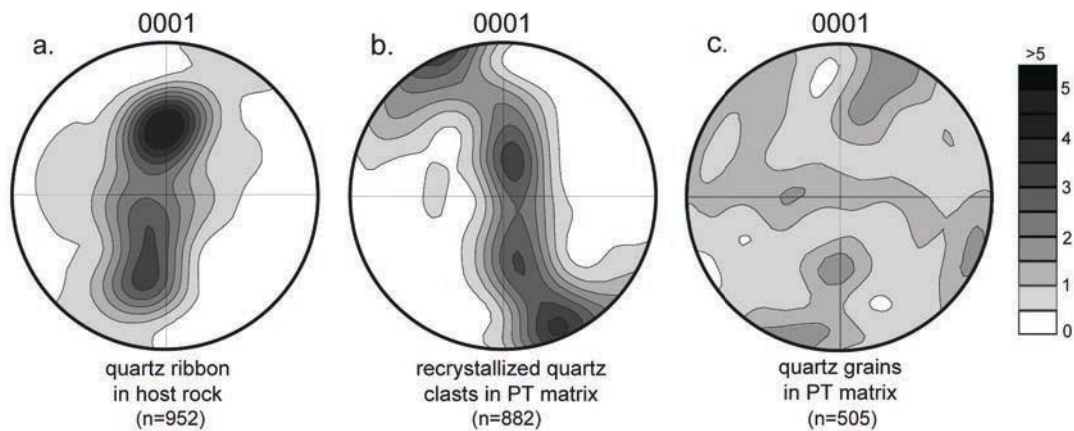 0001
a.
quartz ribbon
in host rock
(n=952)
0001
b.
recrystallized quartz
clasts in PT matrix
(n=882)
0001
c.
quartz grains
in PT matrix
(n=505)
>5
5
4
3
2
1
0